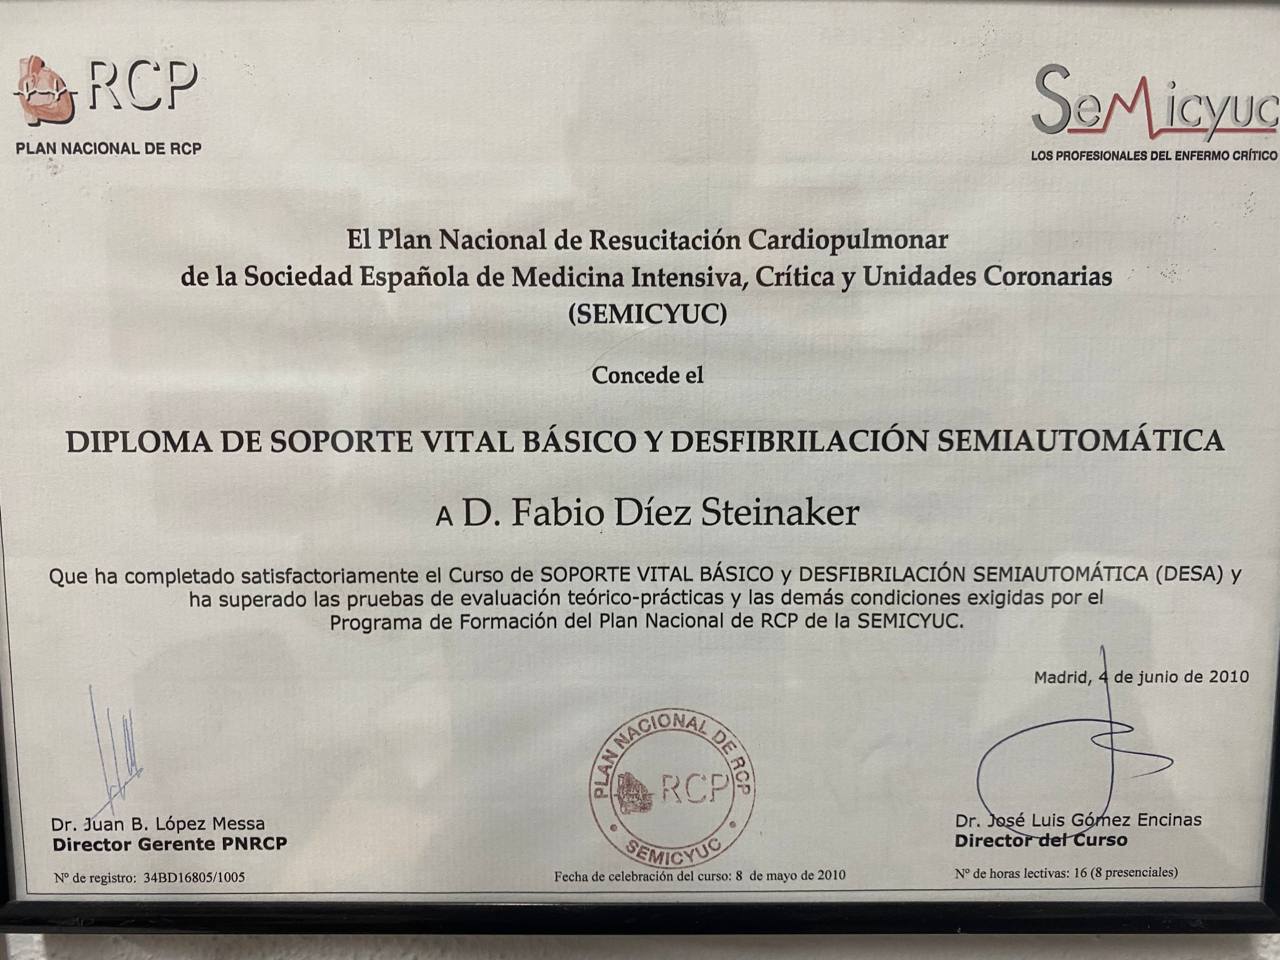 RCP
PLAN NACIONAL DE RCP
SeMicyuc
LOS PROFESIONALES DEL ENFERMO CRÍTICO
El Plan Nacional de Resucitación Cardiopulmonar
de la Sociedad Española de Medicina Intensiva, Crítica y Unidades Coronarias
(SEMICYUC)
Concede el
DIPLOMA DE SOPORTE VITAL BÁSICO Y DESFIBRILACIÓN SEMIAUTOMÁTICA
A D. Fabio Díez Steinaker
Que ha completado satisfactoriamente el Curso de SOPORTE VITAL BÁSICO y DESFIBRILACIÓN SEMIAUTOMÁTICA (DESA) y
ha superado las pruebas de evaluación teórico-prácticas y las demás condiciones exigidas por el
Programa de Formación del Plan Nacional de RCP de la SEMICYUC.
Madrid, 4 de junio de 2010
PLAN NACIONAL DE RCP
RCP
SEMICYUC
Dr. Juan B. López Messa
Director Gerente PNRCP
Nº de registro: 34BD16805/1005
Fecha de celebración del curso: 8 de mayo de 2010
Dr. José Luis Gómez Encinas
Director del Curso
Nº de horas lectivas: 16 (8 presenciales)